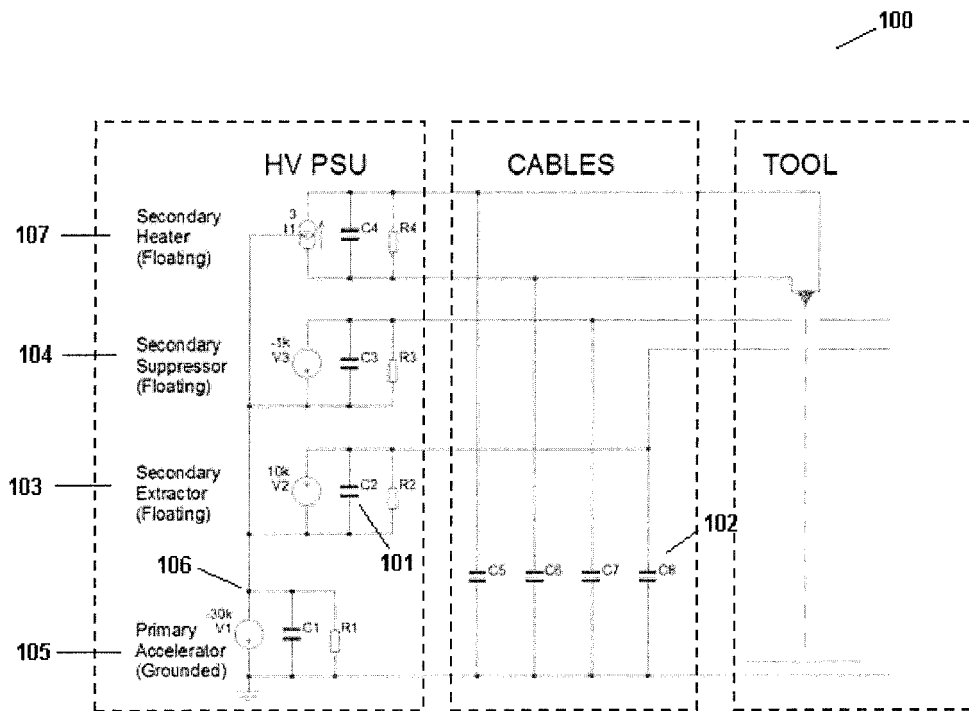 100
HV PSU
CABLES
TOOL
107
Secondary
Heater
(Floating)
3
I1
C4
R4
104
Secondary
Suppressor
(Floating)
-1k
V3
C3
R3
103
Secondary
Extractor
(Floating)
10k
V2
C2
R2
101
102
106
C5
C6
C7
C8
105
Primary
Accelerator
(Grounded)
-30k
V1
C1
R1